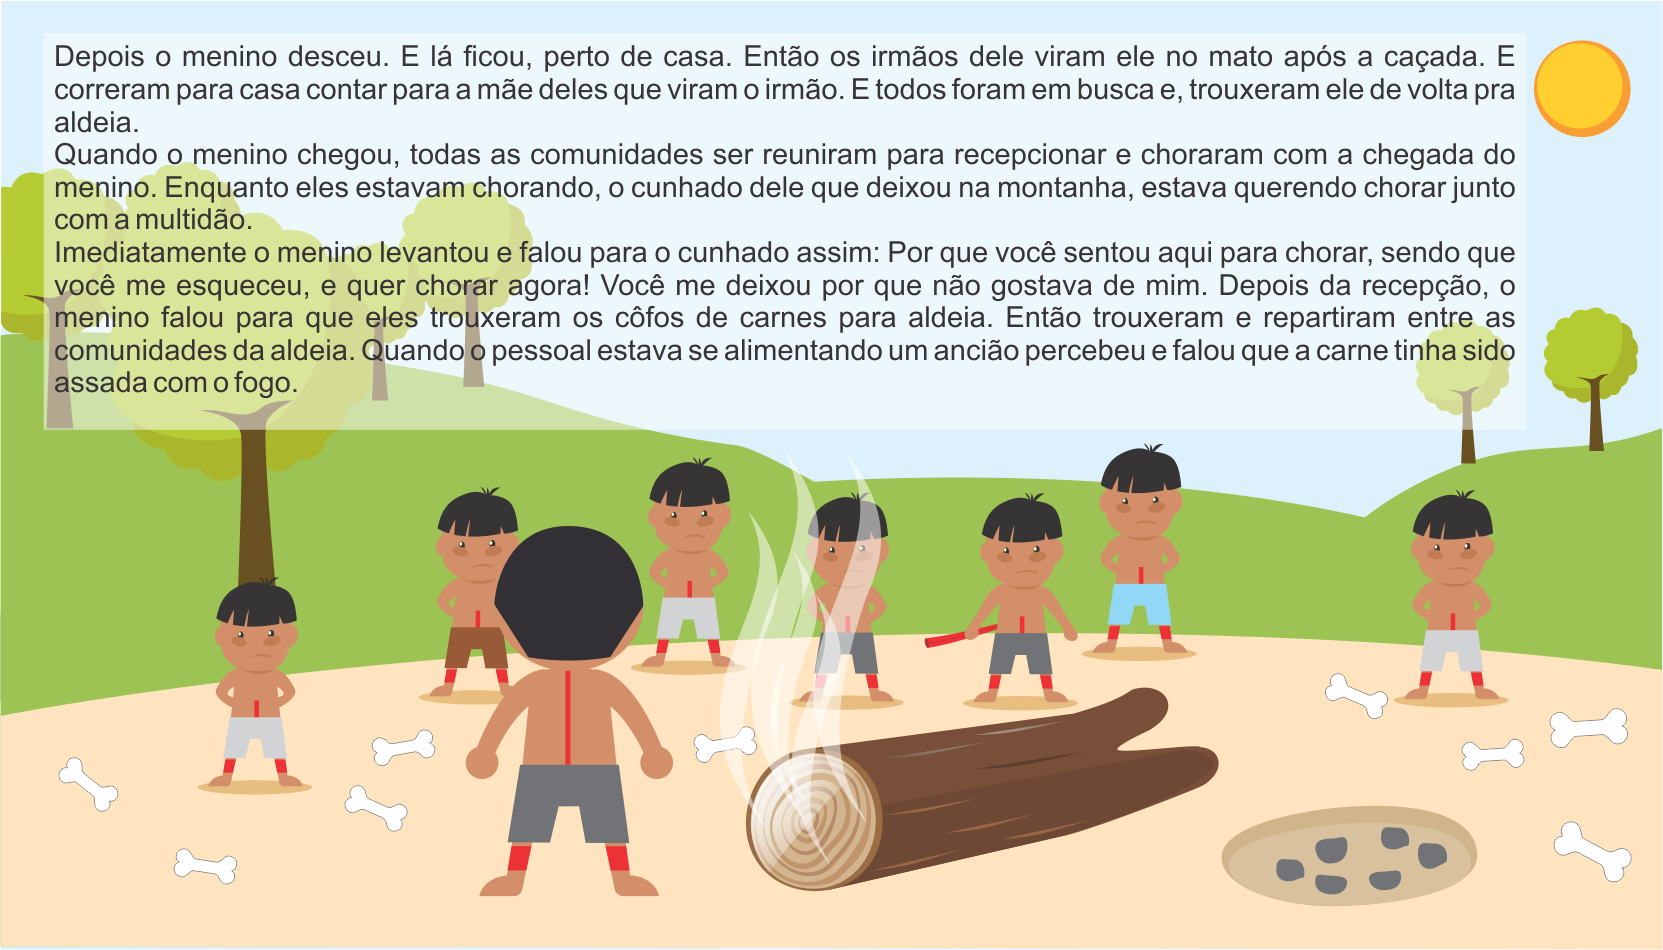 Depois o menino desceu. E lá ficou, perto de casa. Então os irmãos dele viram ele no mato após a caçada. E
correram para casa contar para a mãe deles que viram o irmão. E todos foram em busca e, trouxeram ele de volta pra
aldeia.
Quando o menino chegou, todas as comunidades ser reuniram para recepcionar e choraram com a chegada do
menino. Enquanto eles estavam chorando, o cunhado dele que deixou na montanha, estava querendo chorar junto
com a multidão.
Imediatamente o menino levantou e falou para o cunhado assim: Por que você sentou aqui para chorar, sendo que
você me esqueceu, e quer chorar agora! Você me deixou por que não gostava de mim. Depois da recepção, o
menino falou para que eles trouxeram os côfos de carnes para aldeia. Então trouxeram e repartiram entre as
comunidades da aldeia. Quando o pessoal estava se alimentando um ancião percebeu e falou que a carne tinha sido
assada com o fogo.